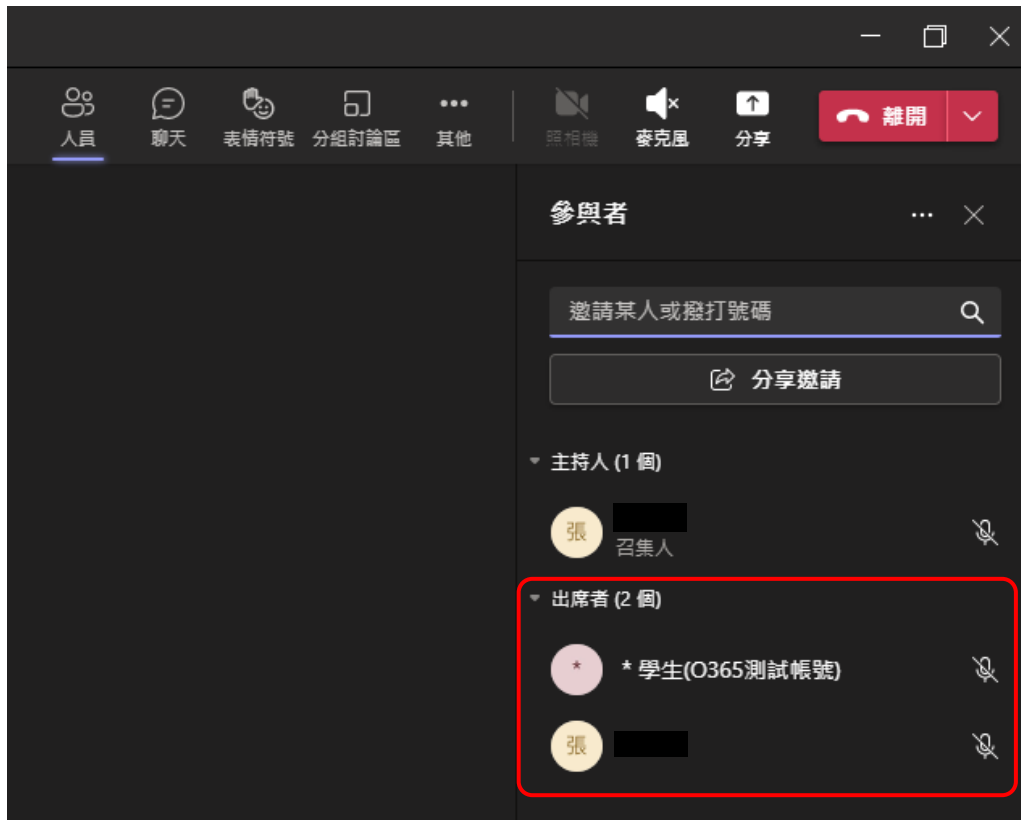 人員 聊天 表情符號 分組討論區 其他 照相機 麥克風 分享 離開
參與者
邀請某人或撥打號碼
分享邀請
主持人 (1 個)
張
召集人
出席者 (2 個)
* * 學生(O365測試帳號)
張